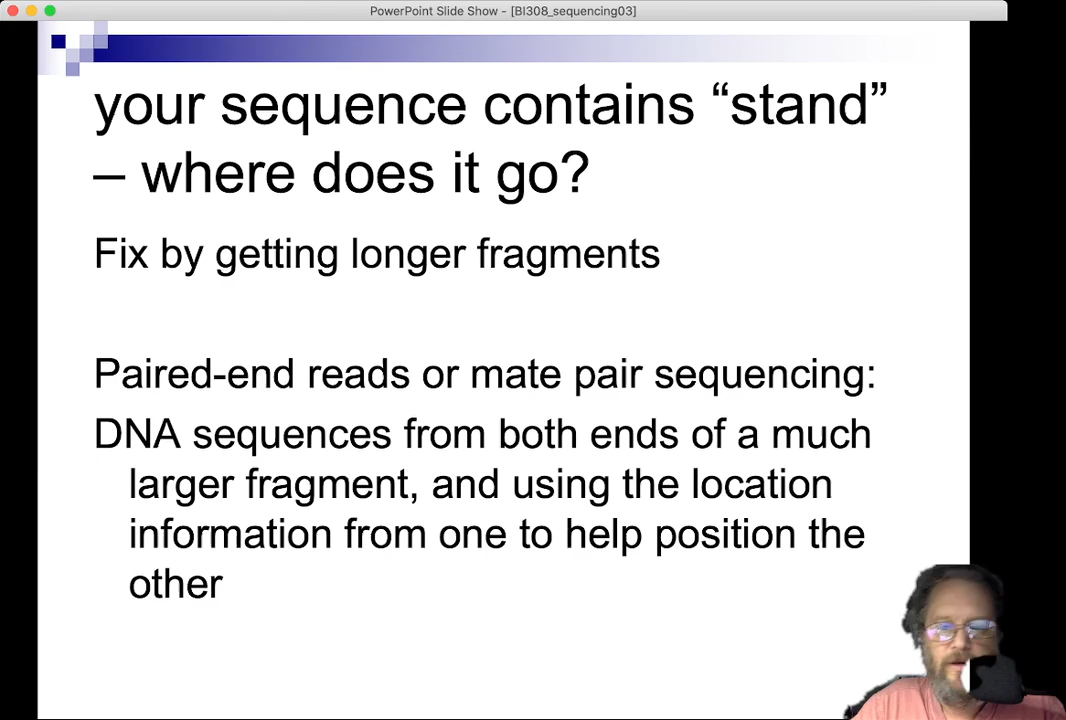 PowerPoint Slide Show - [BI308_sequencing03]
your sequence contains “stand”
– where does it go?
Fix by getting longer fragments
Paired-end reads or mate pair sequencing:
DNA sequences from both ends of a much
larger fragment, and using the location
information from one to help position the
other